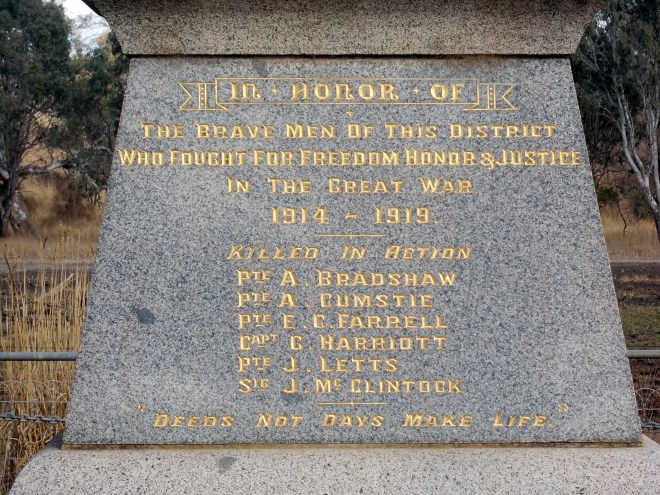 IN · HONOR · OF
THE BRAVE MEN OF THIS DISTRICT
WHO FOUGHT FOR FREEDOM HONOR & JUSTICE
IN THE GREAT WAR
1914 - 1919.
KILLED IN ACTION
PTE A. BRADSHAW
PTE A. CUMSTIE
PTE E. C. FARRELL
CAPT C. HARRIOTT
PTE J. LETTS
SIG J. MC CLINTOCK
"DEEDS NOT DAYS MAKE LIFE."